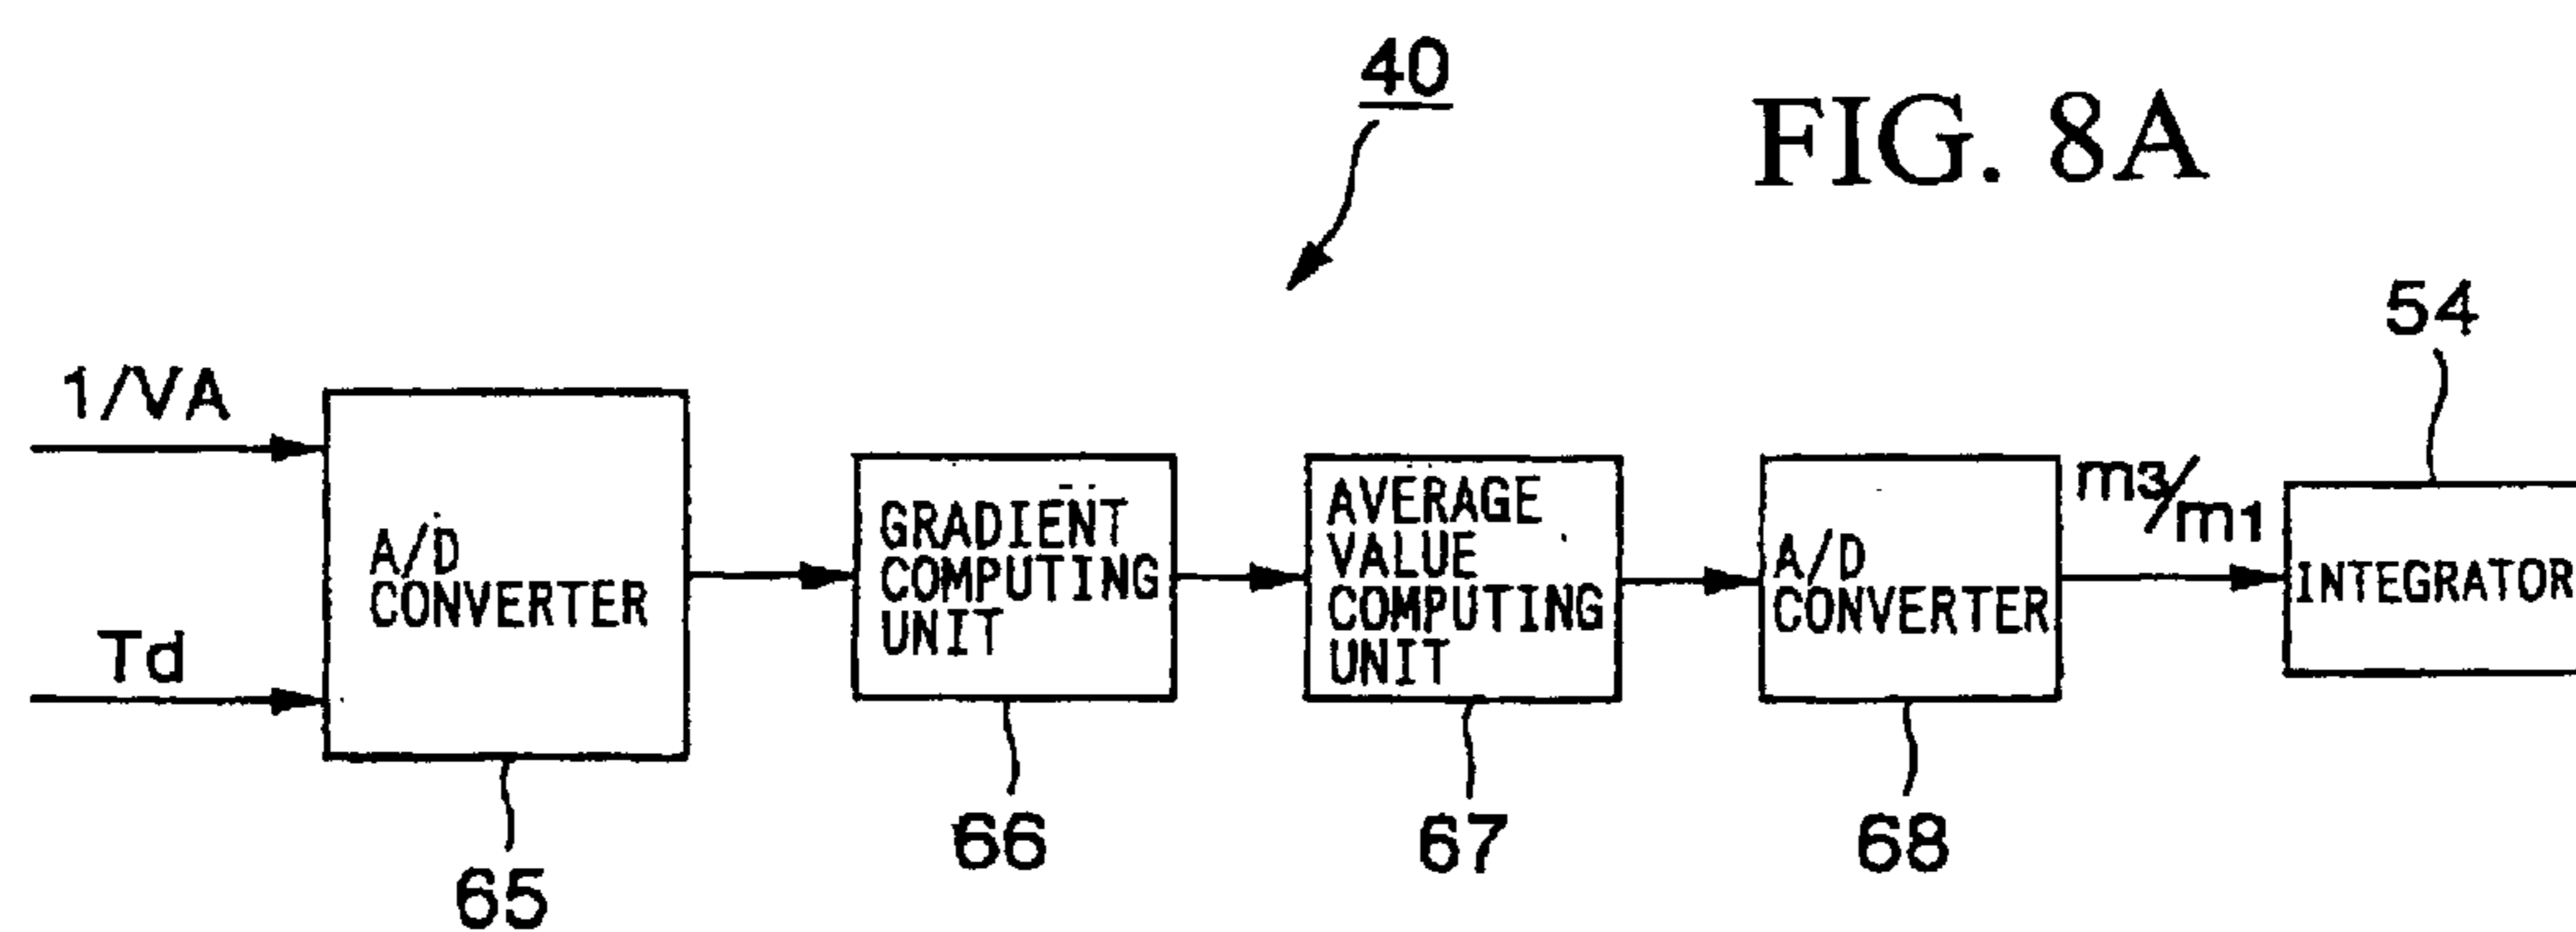 40
FIG. 8A
54
1/VA
Td
A/D
CONVERTER
GRADIENT
COMPUTING
UNIT
AVERAGE
VALUE
COMPUTING
UNIT
A/D
CONVERTER
m3/m1
INTEGRATOR
65
66
67
68